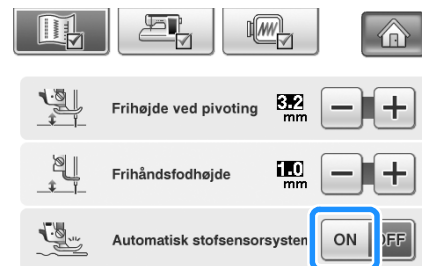 Frihøjde ved pivoting 3.2 mm
Frihåndsfodhøjde 1.0 mm
Automatisk stofsensorsystem ON OFF